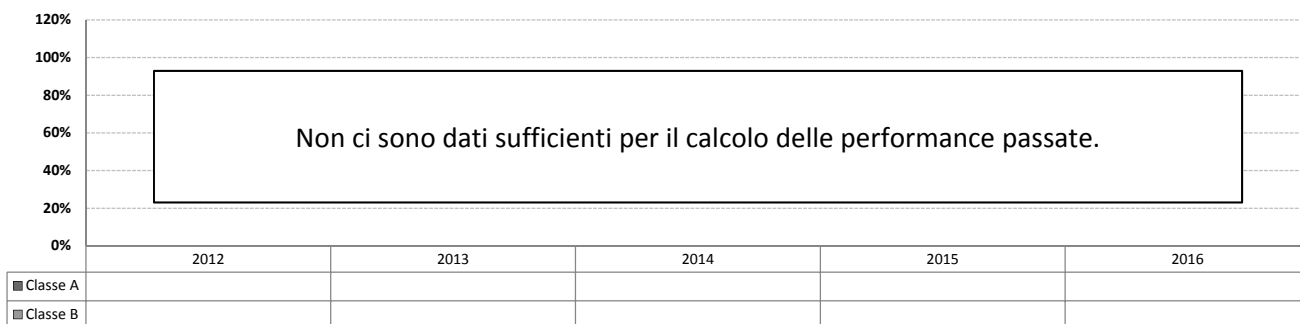 120%
100%
80%
60%
40%
20%
0%
Non ci sono dati sufficienti per il calcolo delle performance passate.
2012 2013 2014 2015 2016
Classe A
Classe B